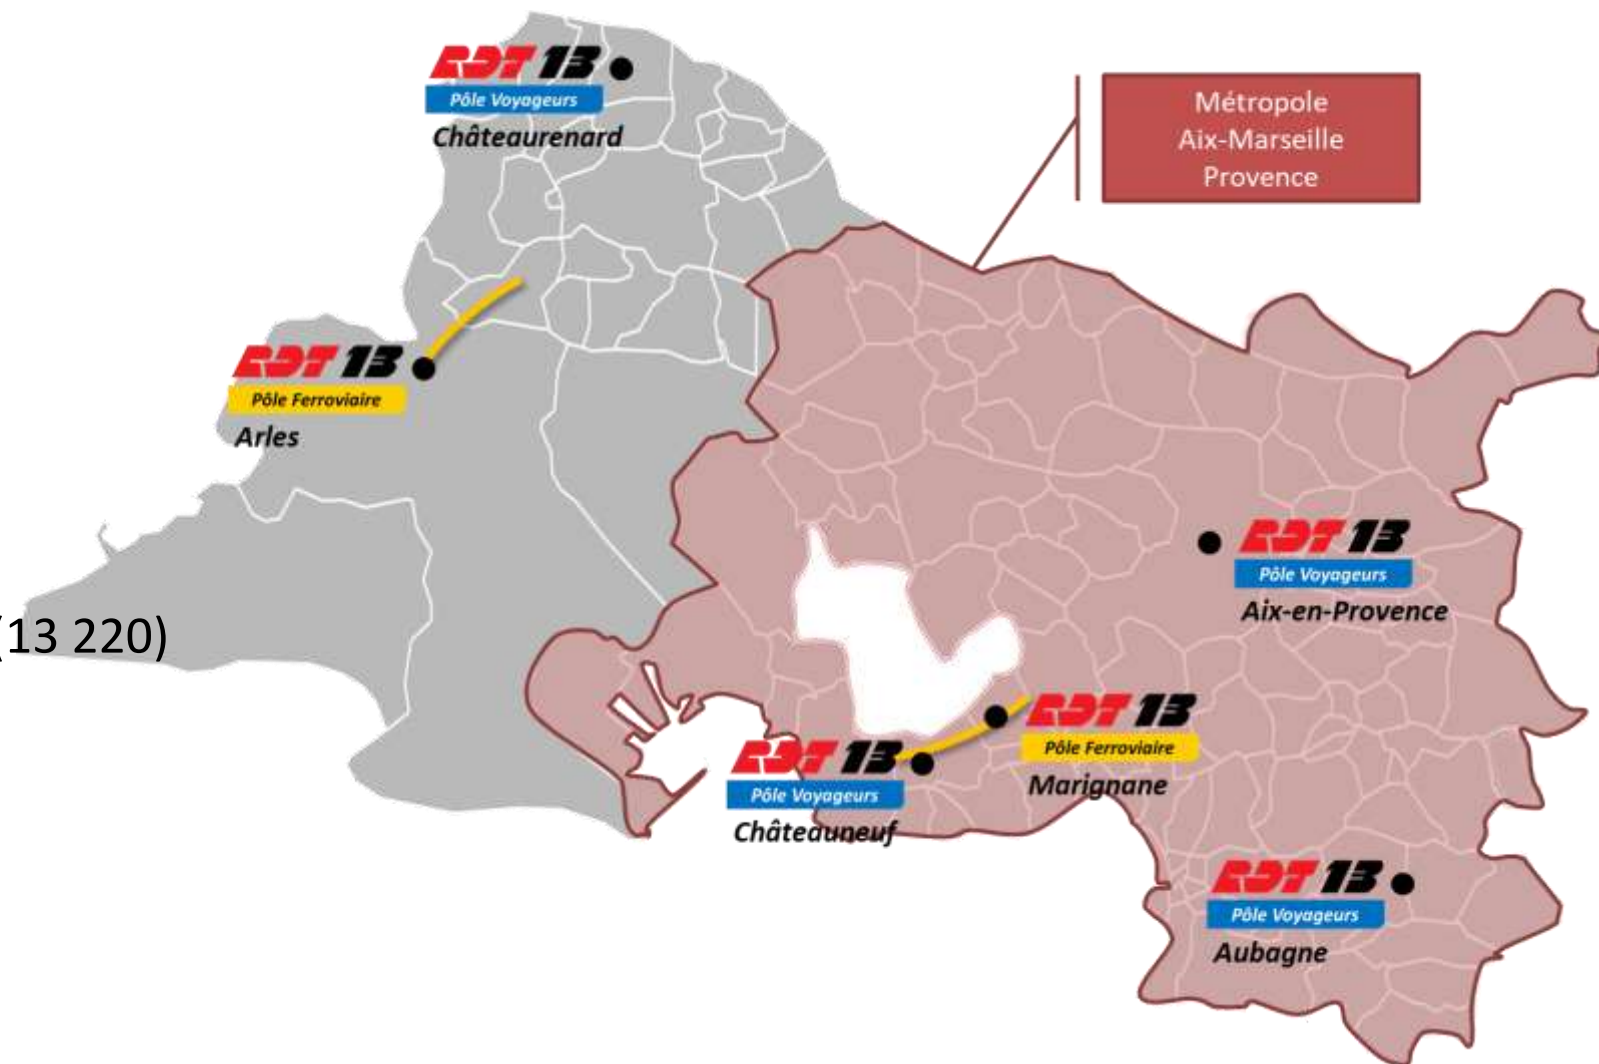 RDT 13
Pôle Voyageurs
Châteaurenard
Métropole
Aix-Marseille
Provence
RDT 13
Pôle Ferroviaire
Arles
RDT 13
Pôle Voyageurs
Aix-en-Provence
(13 220)
RDT 13
Pôle Ferroviaire
Marignane
RDT 13
Pôle Voyageurs
Châteauneuf
RDT 13
Pôle Voyageurs
Aubagne